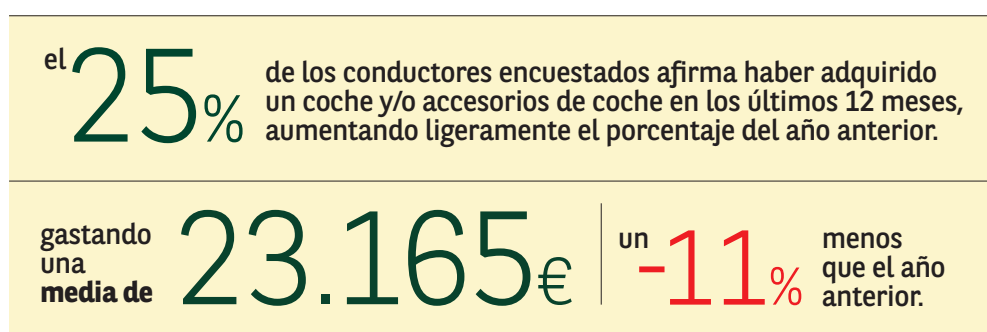 el 25% de los conductores encuestados afirma haber adquirido
un coche y/o accesorios de coche en los últimos 12 meses,
aumentando ligeramente el porcentaje del año anterior.
gastando
una
media de
23.165€
un -11%
menos
que el año
anterior.